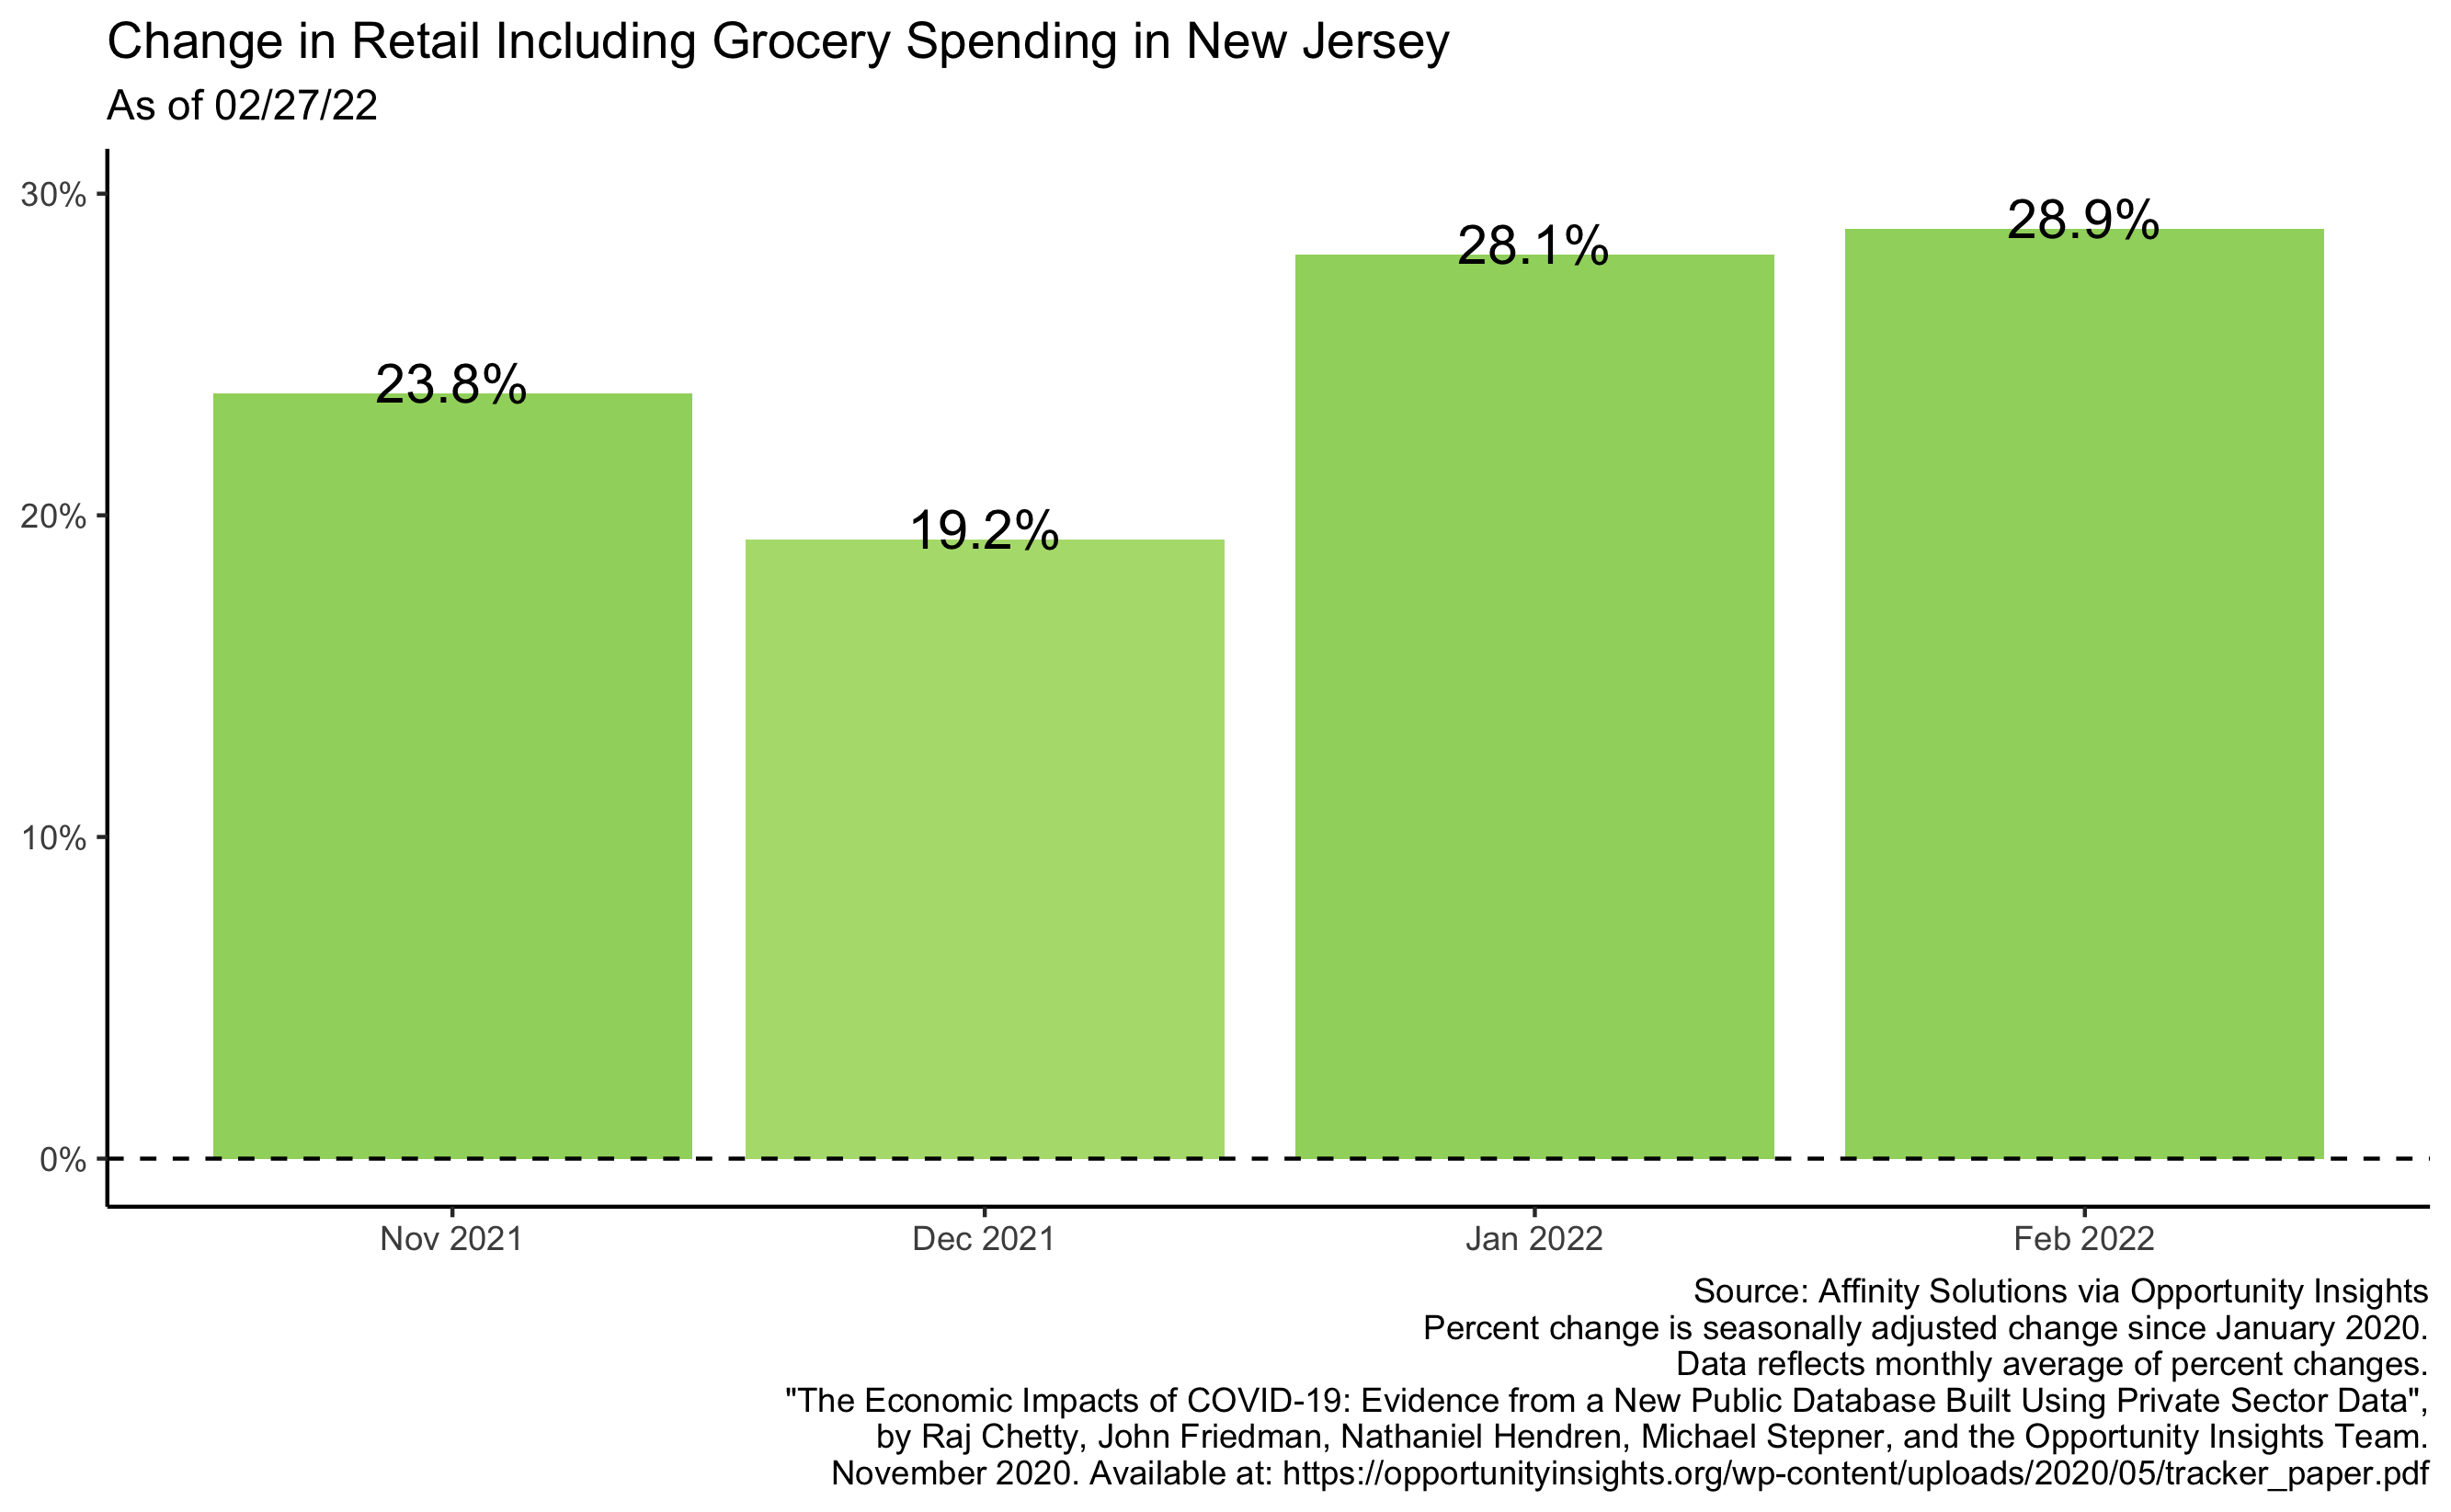 Change in Retail Including Grocery Spending in New Jersey
As of 02/27/22
30%
20%
10%
0%
23.8%
19.2%
28.1%
28.9%
Nov 2021
Dec 2021
Jan 2022
Feb 2022
Source: Affinity Solutions via Opportunity Insights
Percent change is seasonally adjusted change since January 2020.
Data reflects monthly average of percent changes.
"The Economic Impacts of COVID-19: Evidence from a New Public Database Built Using Private Sector Data",
by Raj Chetty, John Friedman, Nathaniel Hendren, Michael Stepner, and the Opportunity Insights Team.
November 2020. Available at: https://opportunityinsights.org/wp-content/uploads/2020/05/tracker_paper.pdf